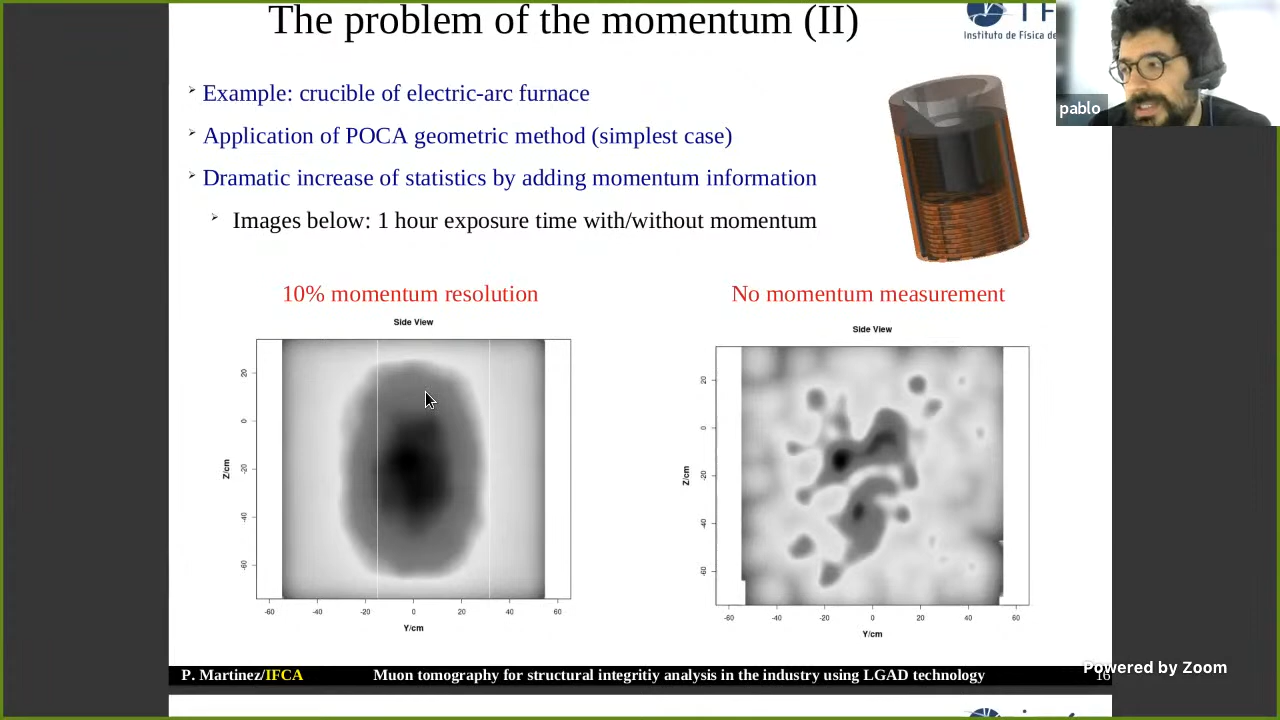 The problem of the momentum (II)
Instituto de Física de
pablo
Example: crucible of electric-arc furnace
Application of POCA geometric method (simplest case)
Dramatic increase of statistics by adding momentum information
Images below: 1 hour exposure time with/without momentum
10% momentum resolution
No momentum measurement
Side View
Side View
20
0
-20
-40
-60
Z/cm
-60 -40 -20 0 20 40 60
Y/cm
20
0
-20
-40
-60
Z/cm
-60 -40 -20 0 20 40 60
Y/cm
P. Martinez/IFCA Muon tomography for structural integritiy analysis in the industry using LGAD technology 16
Powered by Zoom